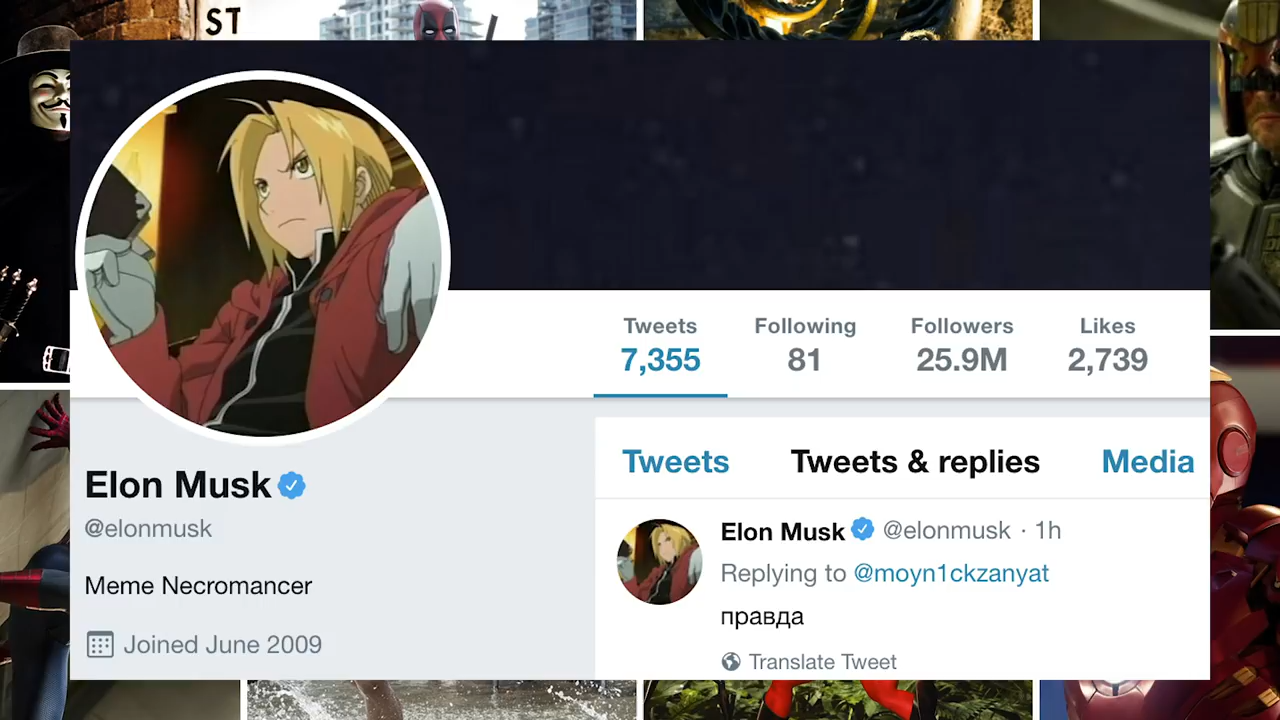 ST
Tweets
7,355
Following
81
Followers
25.9M
Likes
2,739
Elon Musk
@elonmusk
Meme Necromancer
Joined June 2009
Tweets
Tweets & replies
Media
Elon Musk @elonmusk · 1h
Replying to @moyn1ckzanyat
правда
Translate Tweet